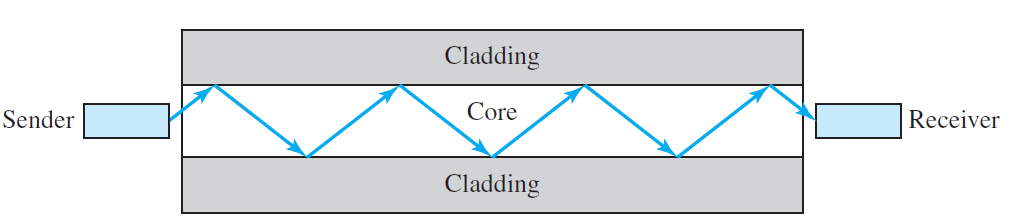 Cladding
Sender
Core
Receiver
Cladding